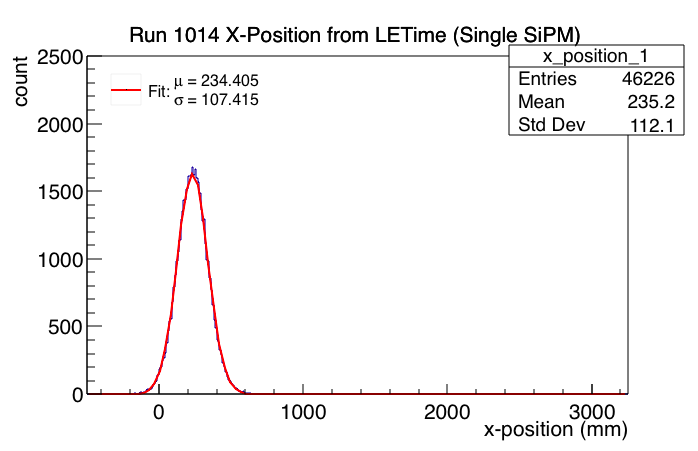 Run 1014 X-Position from LETime (Single SiPM)
x_position_1
Entries 46226
Mean 235.2
Std Dev 112.1
Fit: μ = 234.405
σ = 107.415
count
2500
2000
1500
1000
500
0
0 1000 2000 3000
x-position (mm)